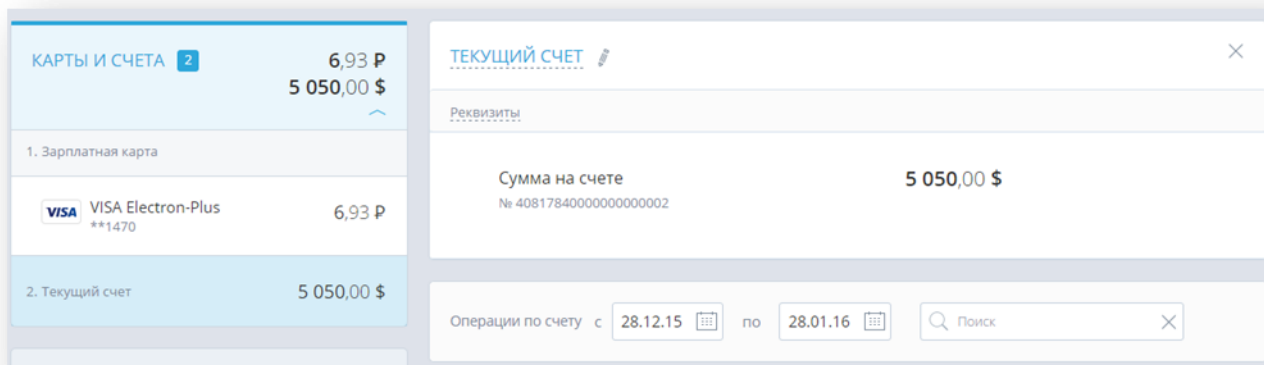 КАРТЫ И СЧЕТА 2 6,93 ₽
5 050,00 $
1. Зарплатная карта
VISA VISA Electron-Plus 6,93 ₽
**1470
2. Текущий счет 5 050,00 $
ТЕКУЩИЙ СЧЕТ
Реквизиты
Сумма на счете 5 050,00 $
№ 40817840000000000002
Операции по счету с 28.12.15 по 28.01.16 Поиск